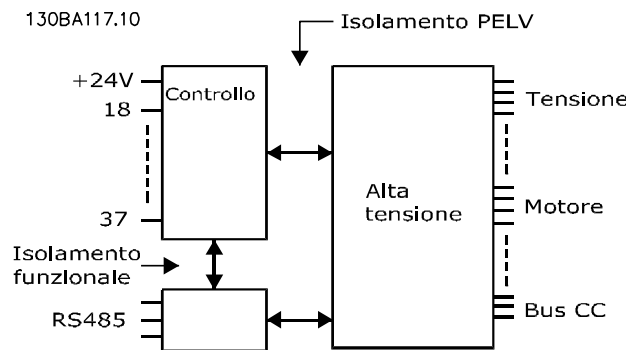 130BA117.10
Isolamento PELV
+24V
Controllo
18
Tensione
37
Alta
tensione
Motore
Isolamento
funzionale
RS485
Bus CC